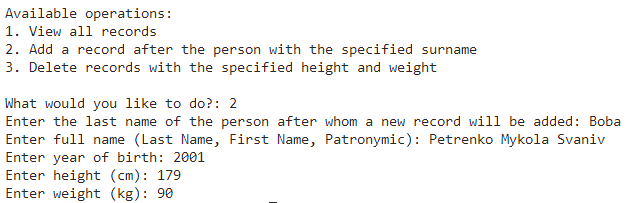 Available operations:
1. View all records
2. Add a record after the person with the specified surname
3. Delete records with the specified height and weight
What would you like to do?: 2
Enter the last name of the person after whom a new record will be added: Boba
Enter full name (Last Name, First Name, Patronymic): Petrenko Mykola Svaniv
Enter year of birth: 2001
Enter height (cm): 179
Enter weight (kg): 90